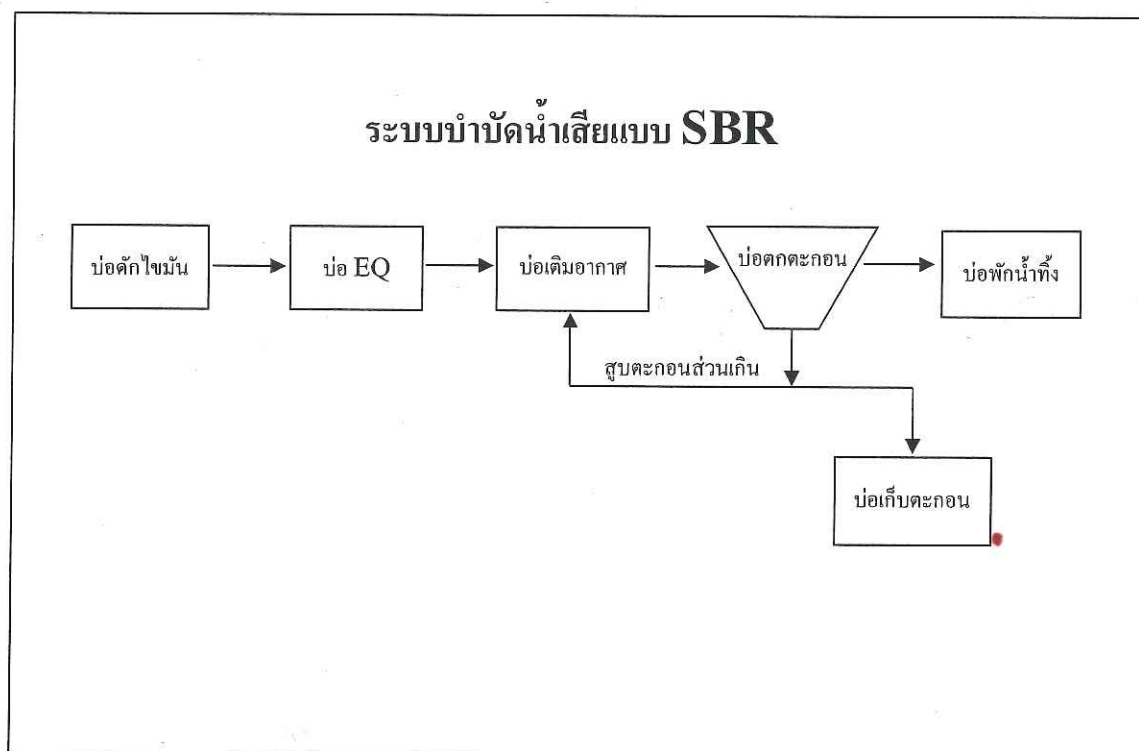 ระบบบำบัดน้ำเสียแบบ SBR
บ่อดักไขมัน
บ่อ EQ
บ่อเติมอากาศ
บ่อตกตะกอน
บ่อพักน้ำทิ้ง
สูบตะกอนส่วนเกิน
บ่อเก็บตะกอน